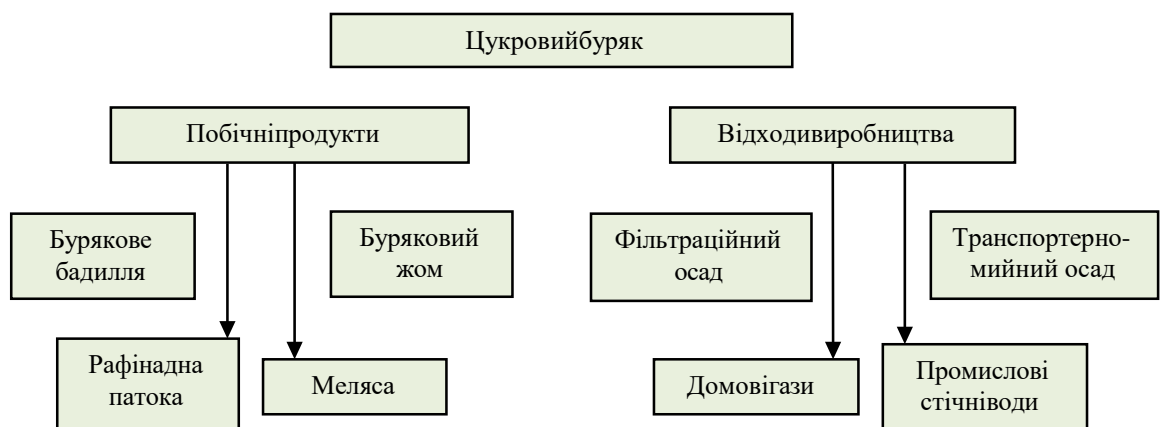 Цукровийбуряк
Побічніпродукти
Відходивиробництва
Бурякове
бадилля
Буряковий
жом
Фільтраційний
осад
Транспортерно-
мийний осад
Рафінадна
патока
Меляса
Домовігази
Промислові
стічніводи